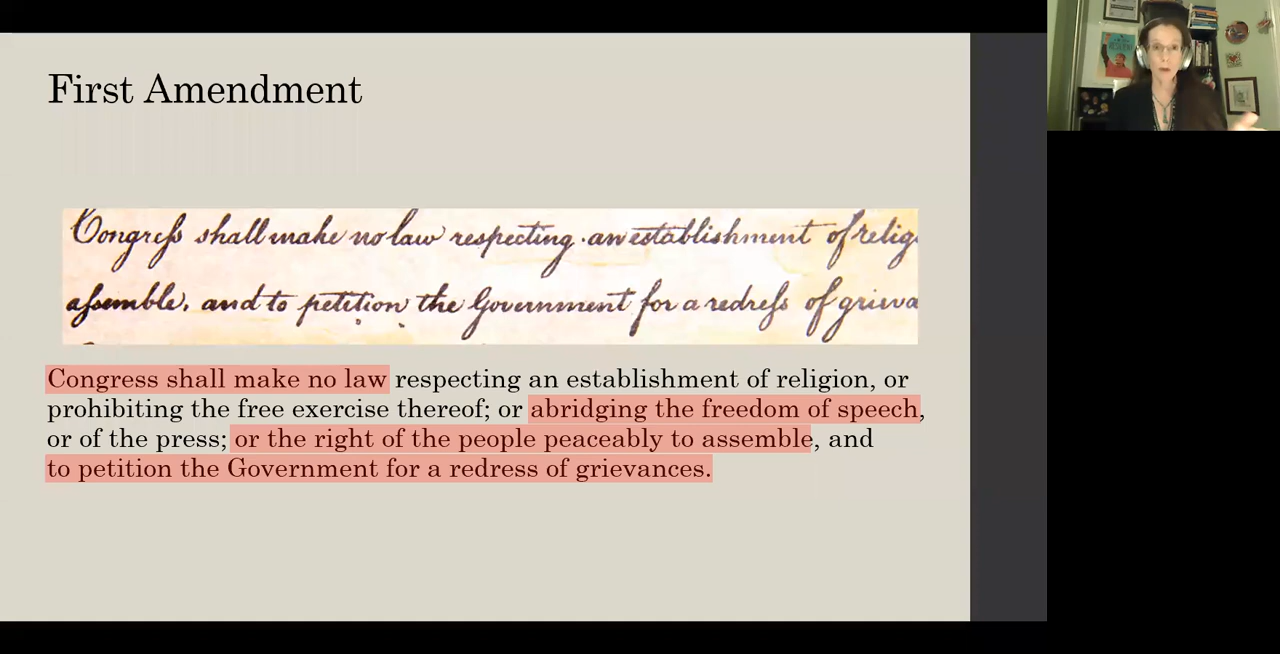 First Amendment
Congreſs shall make no law respecting an establishment of relig
aſsemble, and to petition the Government for a redreſs of grieva
Congress shall make no law respecting an establishment of religion, or
prohibiting the free exercise thereof; or abridging the freedom of speech,
or of the press; or the right of the people peaceably to assemble, and
to petition the Government for a redress of grievances.